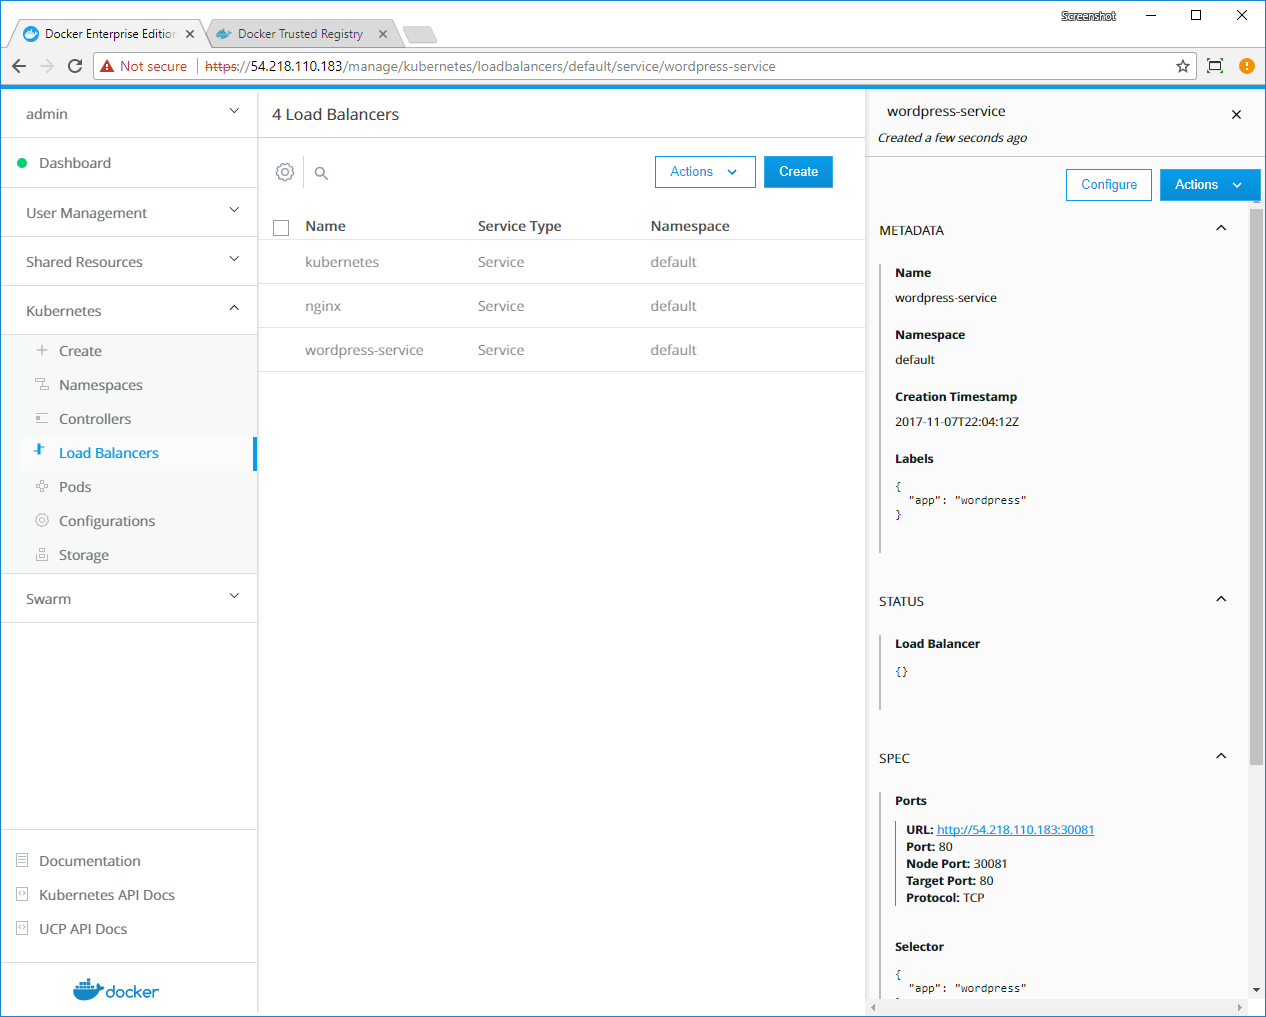 Screenshot
Docker Enterprise Edition
Docker Trusted Registry
Not secure
https://54.218.110.183/manage/kubernetes/loadbalancers/default/service/wordpress-service
admin
Dashboard
User Management
Shared Resources
Kubernetes
Create
Namespaces
Controllers
Load Balancers
Pods
Configurations
Storage
Swarm
Documentation
Kubernetes API Docs
UCP API Docs
docker
4 Load Balancers
Actions
Create
Name Service Type Namespace
kubernetes Service default
nginx Service default
wordpress-service Service default
wordpress-service
Created a few seconds ago
Configure
Actions
METADATA
Name
wordpress-service
Namespace
default
Creation Timestamp
2017-11-07T22:04:12Z
Labels
{
"app": "wordpress"
}
STATUS
Load Balancer
{}
SPEC
Ports
URL: http://54.218.110.183:30081
Port: 80
Node Port: 30081
Target Port: 80
Protocol: TCP
Selector
{
"app": "wordpress"